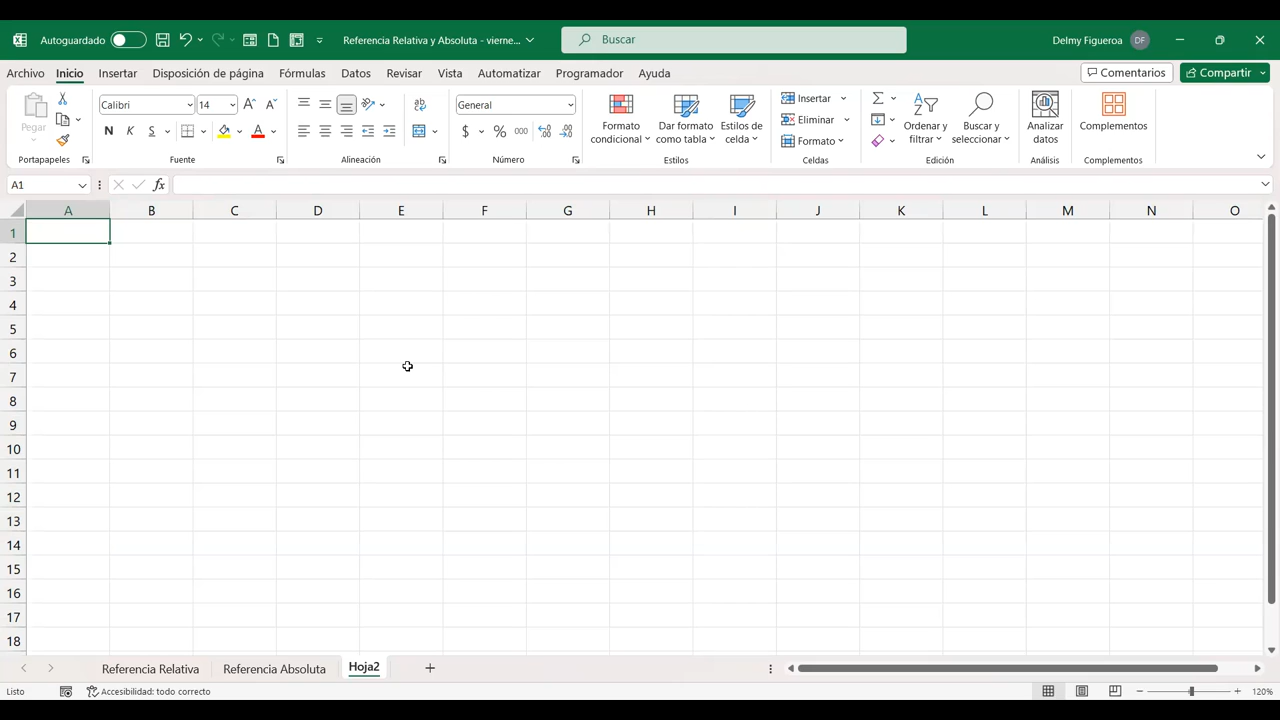 Autoguardado
Referencia Relativa y Absoluta - vierne...
Buscar
Delmy Figueroa DF
Archivo Inicio Insertar Disposición de página Fórmulas Datos Revisar Vista Automatizar Programador Ayuda
Comentarios Compartir
Pegar
Calibri 14
N K S
Portapapeles
Fuente
Alineación
General
$ % 000
Número
Formato condicional
Dar formato como tabla
Estilos de celda
Estilos
Insertar
Eliminar
Formato
Celdas
Ordenar y filtrar
Buscar y seleccionar
Edición
Analizar datos
Análisis
Complementos
Complementos
A1
fx
A B C D E F G H I J K L M N O
1
2
3
4
5
6
7
8
9
10
11
12
13
14
15
16
17
18
Referencia Relativa Referencia Absoluta Hoja2
Listo
Accesibilidad: todo correcto
120%